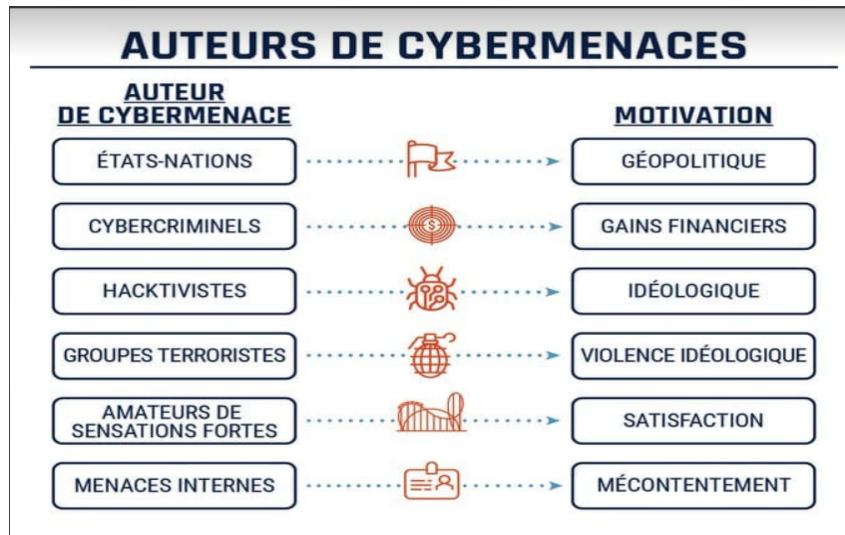 AUTEURS DE CYBERMENACES
AUTEUR
DE CYBERMENACE
MOTIVATION
ÉTATS-NATIONS
GÉOPOLITIQUE
CYBERCRIMINELS
$
GAINS FINANCIERS
HACKTIVISTES
IDÉOLOGIQUE
GROUPES TERRORISTES
VIOLENCE IDÉOLOGIQUE
AMATEURS DE
SENSATIONS FORTES
SATISFACTION
MENACES INTERNES
MÉCONTENTEMENT